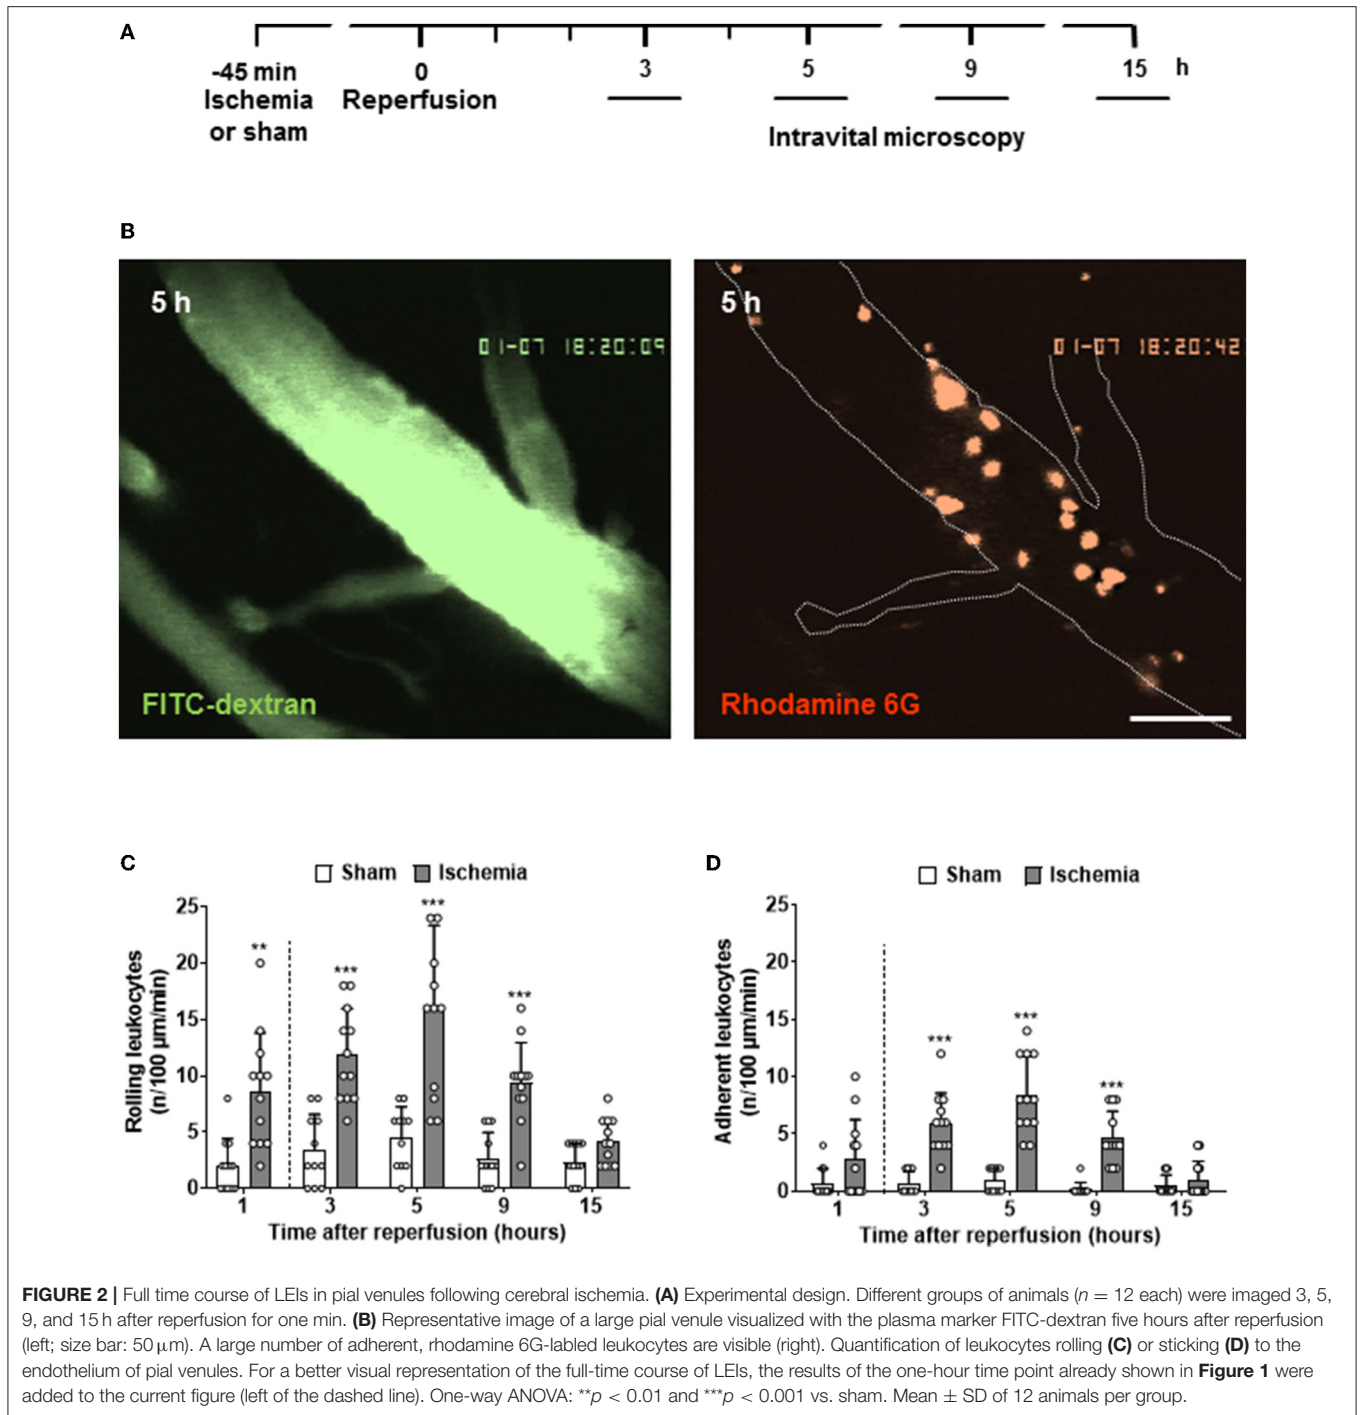 A
-45 min
Ischemia
or sham
0
Reperfusion
3
5
9
15
h
Intravital microscopy
B
5 h
01-07 18:20:09
FITC-dextran
5 h
01-07 18:20:42
Rhodamine 6G
C
Sham
Ischemia
Rolling leukocytes
(n/100 µm/min)
25
20
15
10
5
0
**
***
***
***
1
3
5
9
15
Time after reperfusion (hours)
D
Sham
Ischemia
Adherent leukocytes
(n/100 µm/min)
25
20
15
10
5
0
***
***
***
1
3
5
9
15
Time after reperfusion (hours)
FIGURE 2 | Full time course of LEIs in pial venules following cerebral ischemia. (A) Experimental design. Different groups of animals (n = 12 each) were imaged 3, 5,
9, and 15 h after reperfusion for one min. (B) Representative image of a large pial venule visualized with the plasma marker FITC-dextran five hours after reperfusion
(left; size bar: 50 µm). A large number of adherent, rhodamine 6G-labled leukocytes are visible (right). Quantification of leukocytes rolling (C) or sticking (D) to the
endothelium of pial venules. For a better visual representation of the full-time course of LEIs, the results of the one-hour time point already shown in Figure 1 were
added to the current figure (left of the dashed line). One-way ANOVA: **p < 0.01 and ***p < 0.001 vs. sham. Mean ± SD of 12 animals per group.